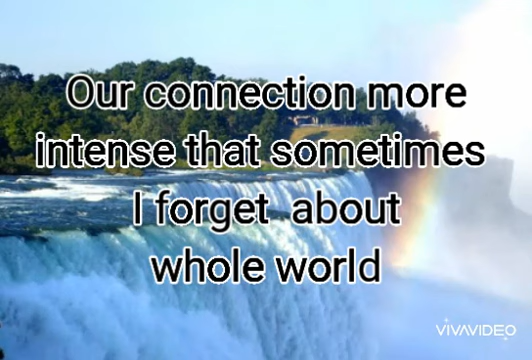 Our connection more
intense that sometimes
I forget about
whole world
VIVAVIDEO